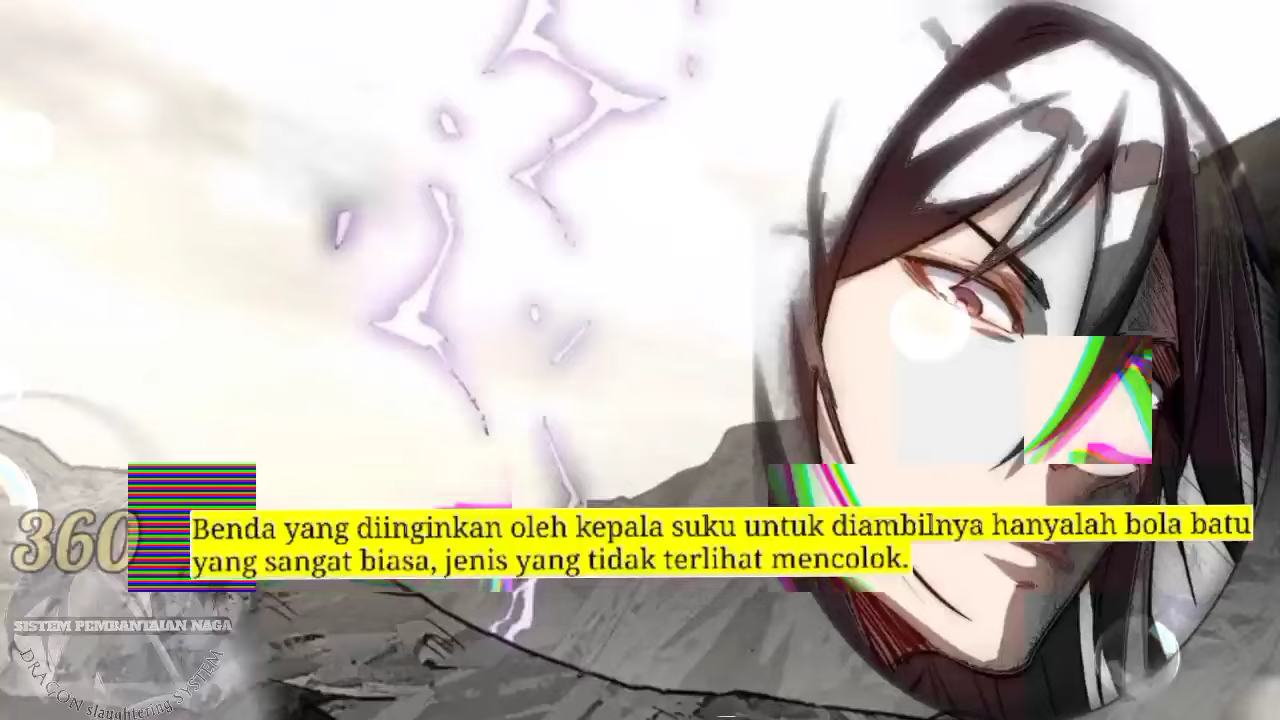 360
Benda yang diinginkan oleh kepala suku untuk diambilnya hanyalah bola batu
yang sangat biasa, jenis yang tidak terlihat mencolok.
SISTEM PEMBANTAIAN NAGA
DRAGON slaughtering SYSTEM